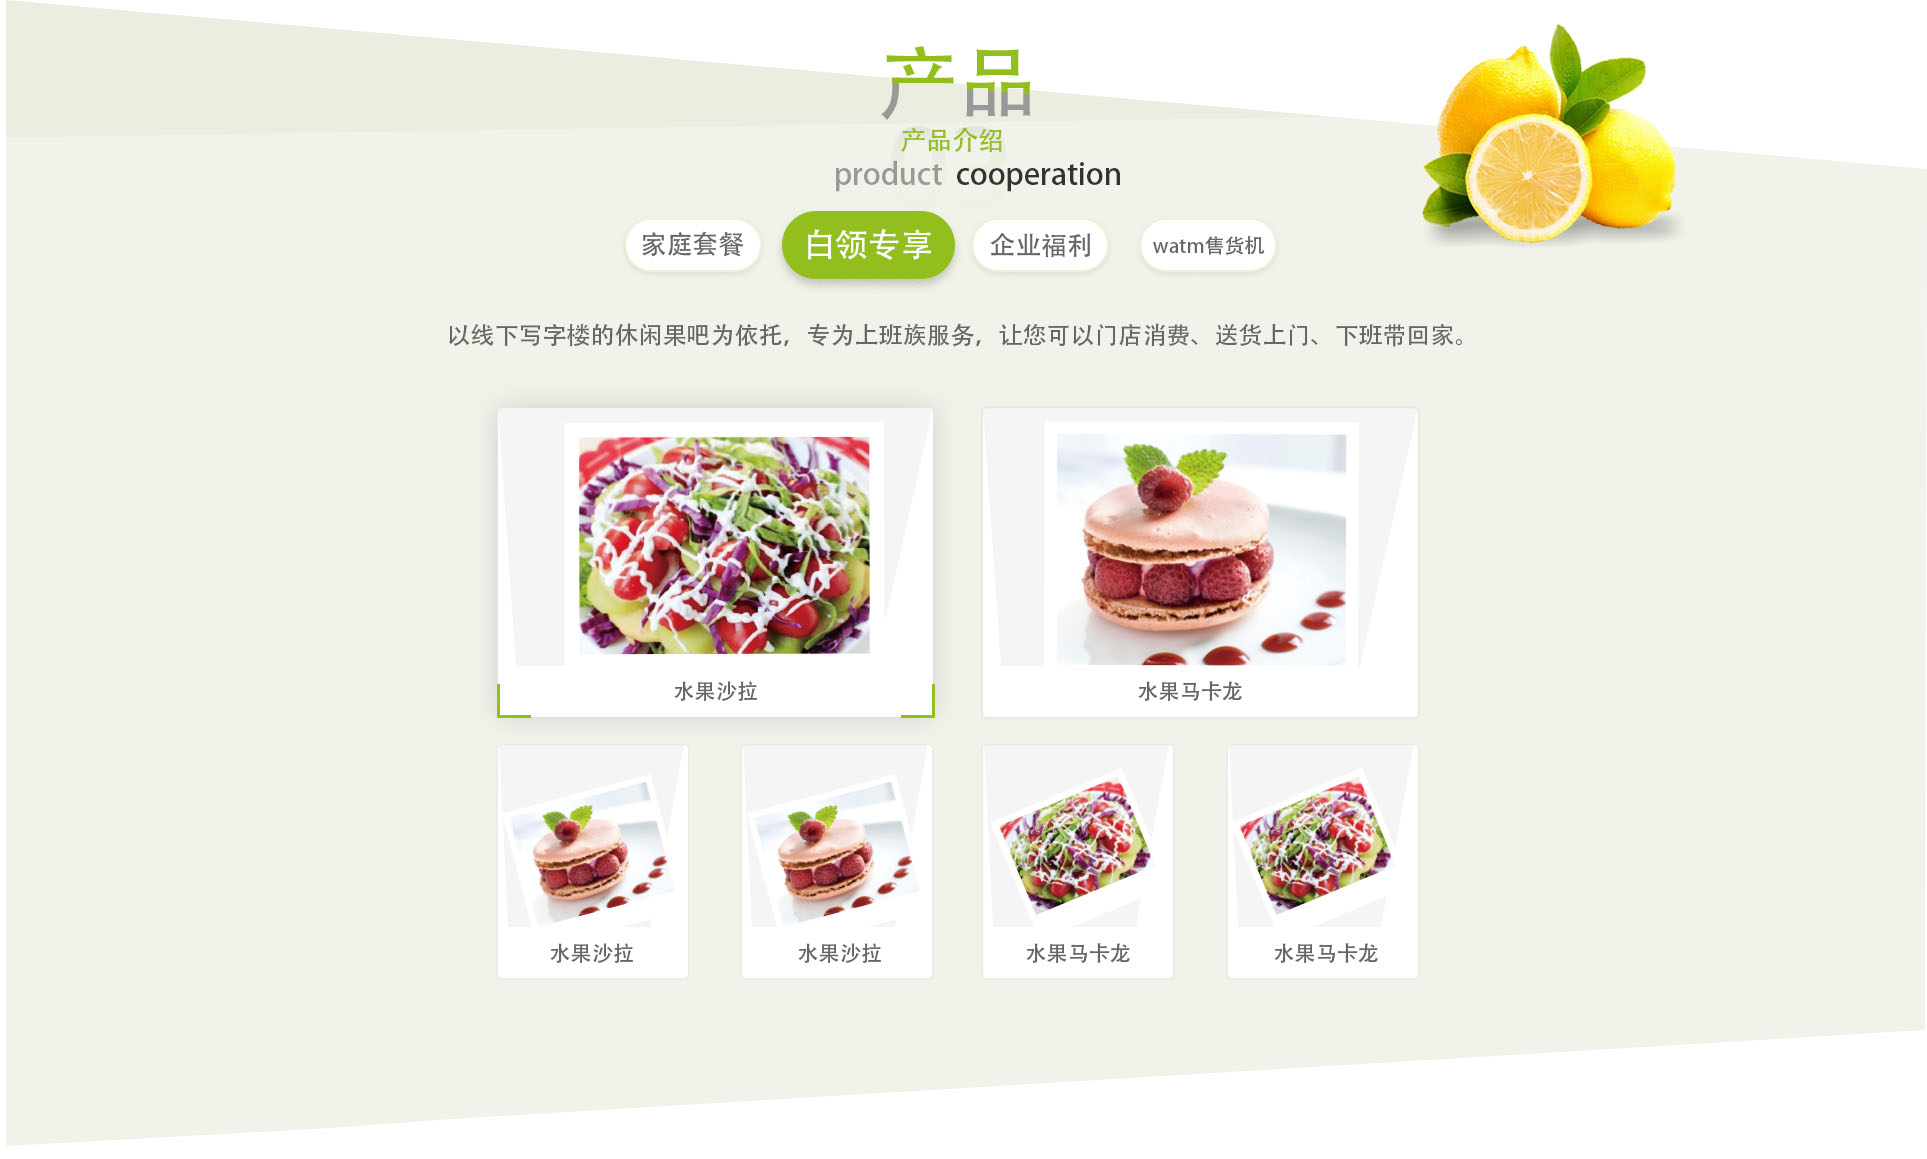 产品
产品介绍
product cooperation
家庭套餐 白领专享 企业福利 watm售货机
以线下写字楼的休闲果吧为依托，专为上班族服务，让您可以门店消费、送货上门、下班带回家。
水果沙拉 水果马卡龙
水果沙拉 水果沙拉 水果马卡龙 水果马卡龙